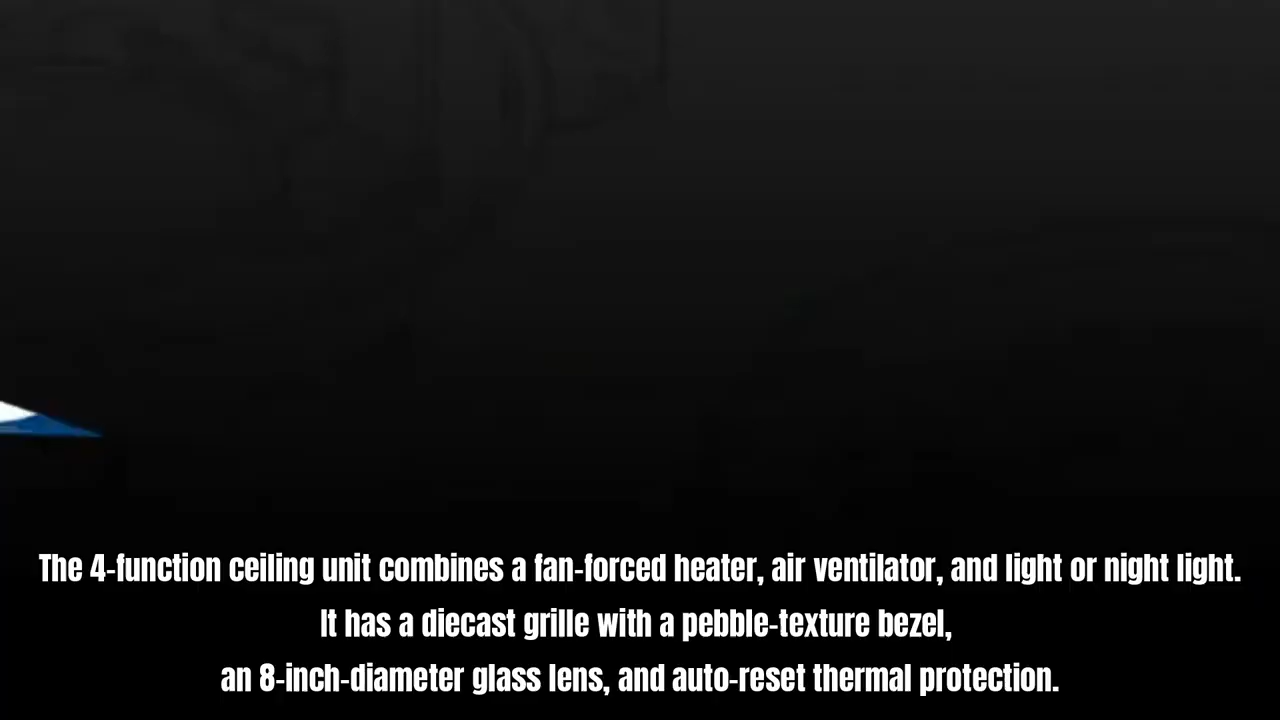 The 4-function ceiling unit combines a fan-forced heater, air ventilator, and light or night light.
It has a diecast grille with a pebble-texture bezel,
an 8-inch-diameter glass lens, and auto-reset thermal protection.